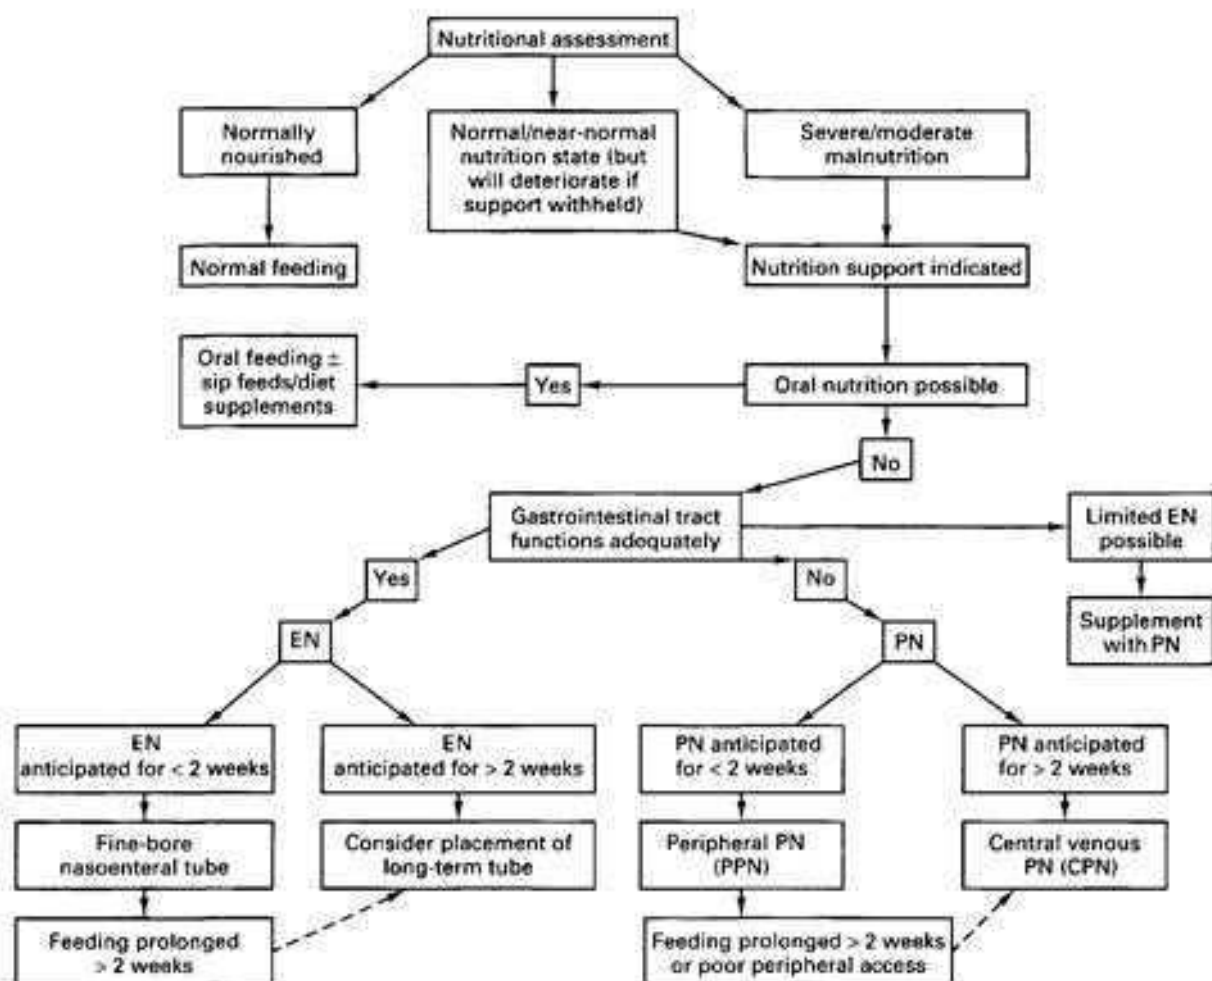 Nutritional assessment
Normally
nourished
Normal/near-normal
nutrition state (but
will deteriorate if
support withheld)
Severe/moderate
malnutrition
Normal feeding
Nutrition support indicated
Oral feeding ±
sip feeds/diet
supplements
Yes
Oral nutrition possible
No
Gastrointestinal tract
functions adequately
Limited EN
possible
Yes
No
Supplement
with PN
EN
PN
EN
anticipated for < 2 weeks
EN
anticipated for > 2 weeks
PN anticipated
for < 2 weeks
PN anticipated
for > 2 weeks
Fine-bore
nasoenteral tube
Consider placement of
long-term tube
Peripheral PN
(PPN)
Central venous
PN (CPN)
Feeding prolonged
> 2 weeks
Feeding prolonged > 2 weeks
or poor peripheral access